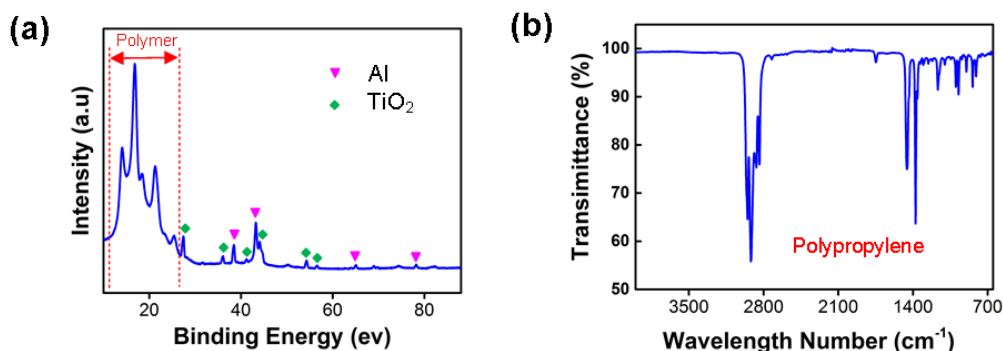 (a)
Polymer
Al
TiO₂
Intensity (a.u)
20
40
60
80
Binding Energy (ev)
(b)
100
90
80
70
60
50
Transimittance (%)
Polypropylene
3500
2800
2100
1400
700
Wavelength Number (cm⁻¹)